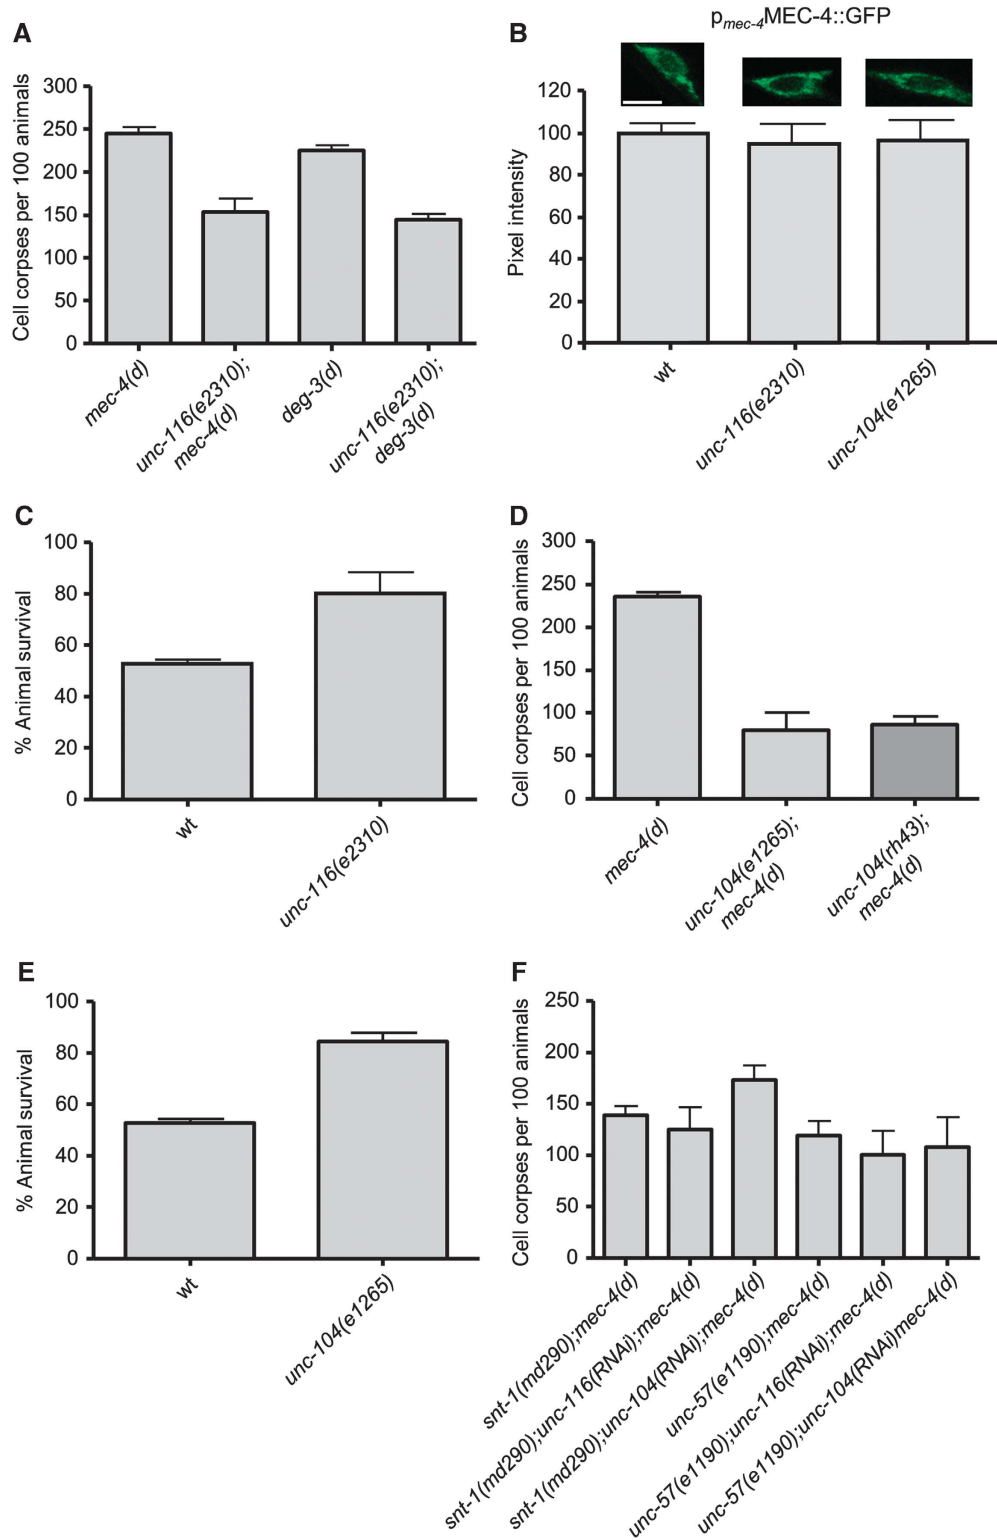 A
Cell corpses per 100 animals
300
250
200
150
100
50
0
mec-4(d)
unc-116(e2310);
mec-4(d)
deg-3(d)
unc-116(e2310);
deg-3(d)
B
pmec-4MEC-4::GFP
Pixel intensity
120
100
80
60
40
20
0
wt
unc-116(e2310)
unc-104(e1265)
C
% Animal survival
100
80
60
40
20
0
wt
unc-116(e2310)
D
Cell corpses per 100 animals
300
250
200
150
100
50
0
mec-4(d)
unc-104(e1265);
mec-4(d)
unc-104(rh43);
mec-4(d)
E
% Animal survival
100
80
60
40
20
0
wt
unc-104(e1265)
F
Cell corpses per 100 animals
250
200
150
100
50
0
snt-1(md290);mec-4(d)
snt-1(md290);unc-116(RNAi);mec-4(d)
snt-1(md290);unc-104(RNAi);mec-4(d)
unc-57(e1190);mec-4(d)
unc-57(e1190);unc-116(RNAi);mec-4(d)
unc-57(e1190);unc-104(RNAi)mec-4(d)